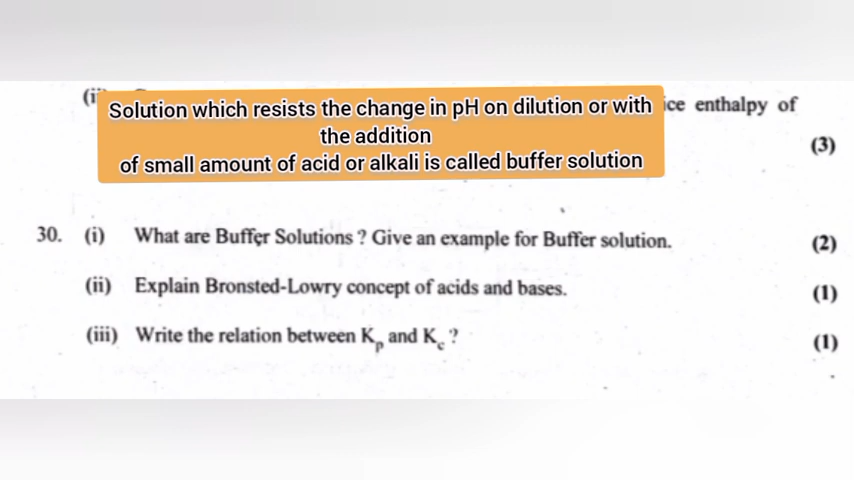 (i
Solution which resists the change in pH on dilution or with
the addition
of small amount of acid or alkali is called buffer solution
ice enthalpy of
(3)
30. (i) What are Buffer Solutions ? Give an example for Buffer solution. (2)
(ii) Explain Bronsted-Lowry concept of acids and bases. (1)
(iii) Write the relation between Kp and Kc ? (1)